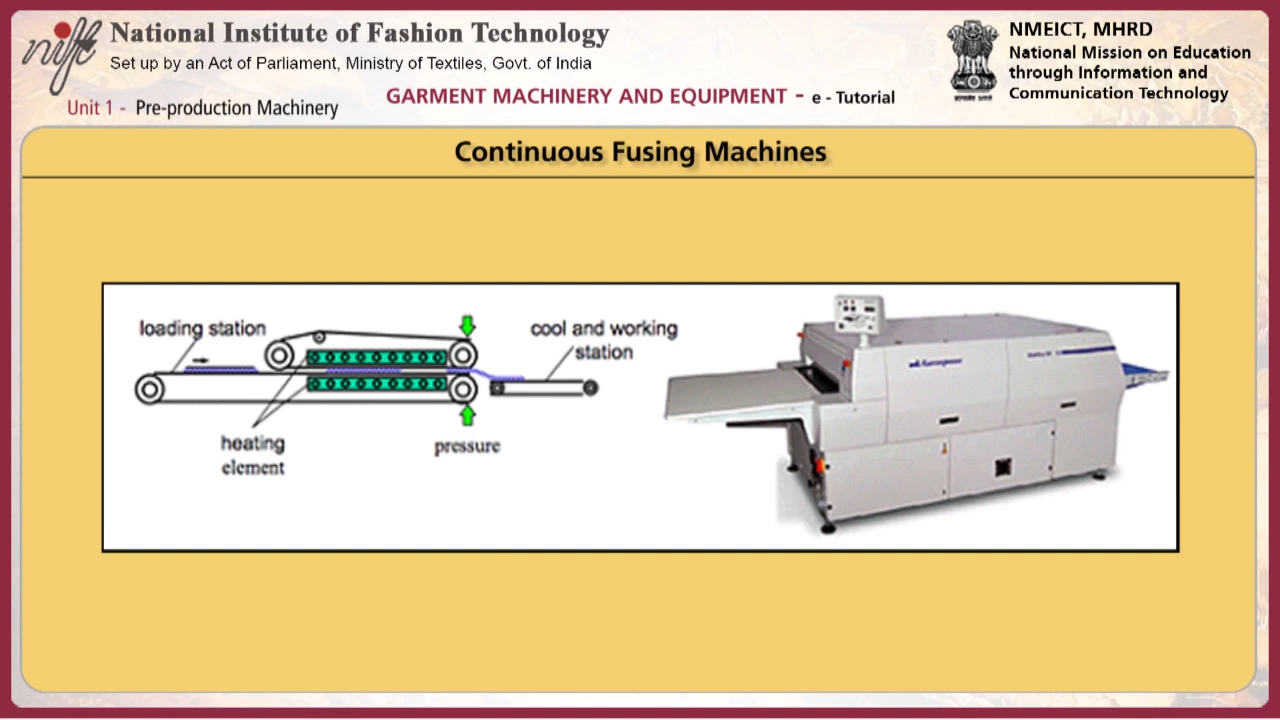 nift
National Institute of Fashion Technology
Set up by an Act of Parliament, Ministry of Textiles, Govt. of India
NMEICT, MHRD
National Mission on Education
through Information and
Communication Technology
Unit 1 - Pre-production Machinery
GARMENT MACHINERY AND EQUIPMENT - e - Tutorial
Continuous Fusing Machines
loading station
cool and working
station
heating
element
pressure